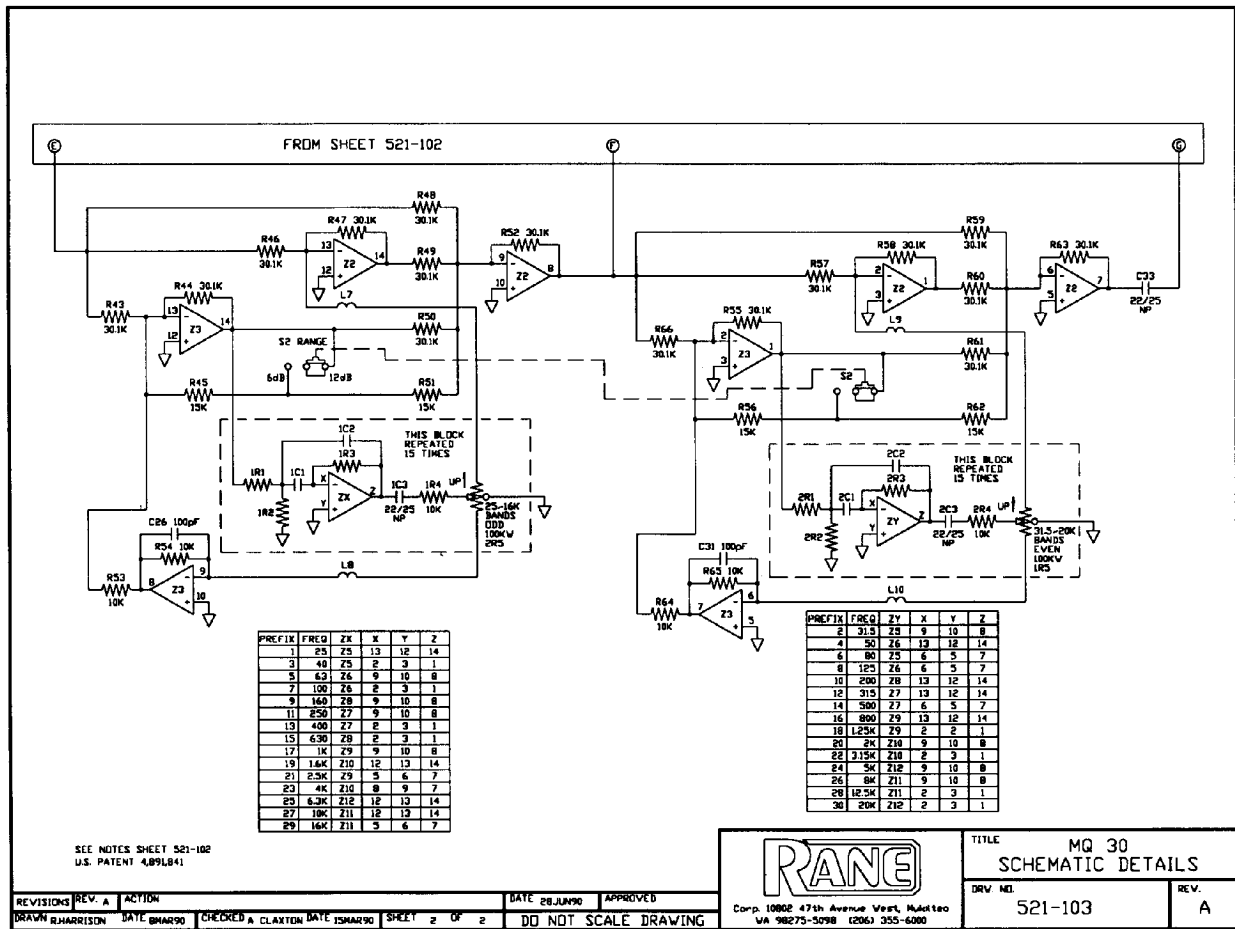 FROM SHEET 521-102
E
F
G
R48
30.1K
R47 30.1K
R46
30.1K
13
12
14
Z2
R49
30.1K
R52 30.1K
9
10
8
Z2
R43
30.1K
R44 30.1K
13
12
14
Z3
L7
R50
30.1K
S2 RANGE
6dB
12dB
R45
15K
R51
15K
THIS BLOCK
REPEATED
15 TIMES
1C2
1R3
1R1
1C1
X
Y
Z
ZX
1R2
1C3
22/25
NP
1R4
10K
UP
25-16K
BANDS
ODD
100KW
2R5
C26 100pF
R54 10K
R53
10K
8
9
10
Z3
L8
R59
30.1K
R58 30.1K
R57
30.1K
2
3
1
Z2
R60
30.1K
R63 30.1K
6
5
7
Z2
C33
22/25
NP
L9
R66
30.1K
R55 30.1K
2
3
1
Z3
R61
30.1K
S2
R56
15K
R62
15K
THIS BLOCK
REPEATED
15 TIMES
2C2
2R3
2R1
2C1
X
Y
Z
ZY
2R2
2C3
22/25
NP
2R4
10K
UP
31.5-20K
BANDS
EVEN
100KW
1R5
C31 100pF
R65 10K
R64
10K
7
6
5
Z3
L10
PREFIX FREQ ZX X Y Z
1 25 Z5 13 12 14
3 40 Z5 2 3 1
5 63 Z6 9 10 8
7 100 Z6 2 3 1
9 160 Z8 9 10 8
11 250 Z7 9 10 8
13 400 Z7 2 3 1
15 630 Z8 2 3 1
17 1K Z9 9 10 8
19 1.6K Z10 12 13 14
21 2.5K Z9 5 6 7
23 4K Z10 8 9 7
25 6.3K Z12 12 13 14
27 10K Z11 12 13 14
29 16K Z11 5 6 7
PREFIX FREQ ZY X Y Z
2 31.5 Z5 9 10 8
4 50 Z6 13 12 14
6 80 Z5 6 5 7
8 125 Z6 6 5 7
10 200 Z8 13 12 14
12 315 Z7 13 12 14
14 500 Z7 6 5 7
16 800 Z9 13 12 14
18 1.25K Z9 2 2 1
20 2K Z10 9 10 8
22 3.15K Z10 2 3 1
24 5K Z12 9 10 8
26 8K Z11 9 10 8
28 12.5K Z11 2 3 1
30 20K Z12 2 3 1
SEE NOTES SHEET 521-102
U.S. PATENT 4,891,841
RANE
Corp. 10802 47th Avenue West, Mukilteo
WA 98275-5098 (206) 355-6000
TITLE
MQ 30
SCHEMATIC DETAILS
DRW NO.
521-103
REV.
A
REVISIONS REV. A ACTION DATE 28JUN90 APPROVED
DRAWN R.HARRISON DATE 8MAR90 CHECKED A CLAXTON DATE 15MAR90 SHEET 2 OF 2 DO NOT SCALE DRAWING